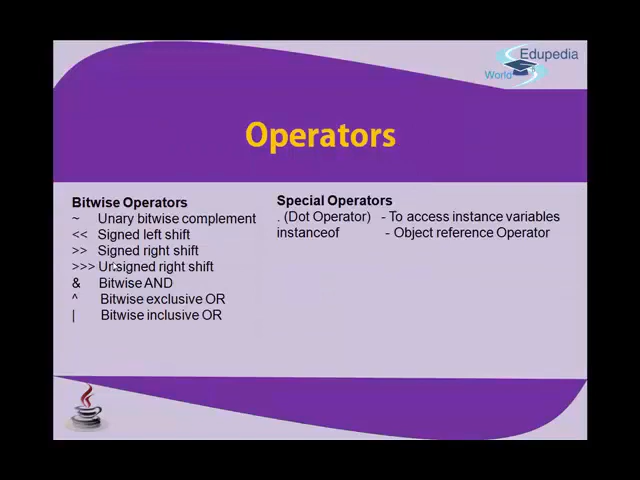 Edupedia
World
Operators
Bitwise Operators
~ Unary bitwise complement
<< Signed left shift
>> Signed right shift
>>> Unsigned right shift
& Bitwise AND
^ Bitwise exclusive OR
| Bitwise inclusive OR
Special Operators
. (Dot Operator) - To access instance variables
instanceof - Object reference Operator